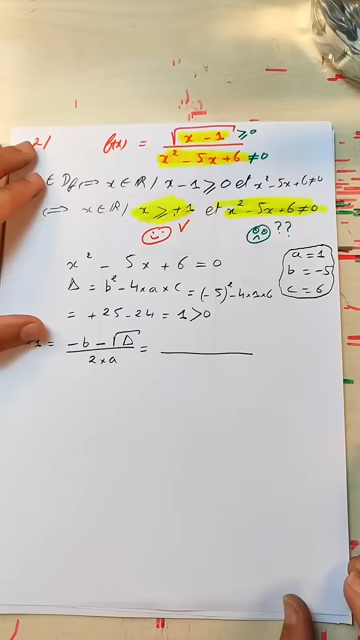 2/ f(x) = √(x - 1) ≥0 / (x² - 5x + 6) ≠0
∈ Df ⟺ x ∈ ℝ / x - 1 ≥ 0 et x² - 5x + 6 ≠ 0
⟺ x ∈ ℝ / x ≥ +1 et x² - 5x + 6 ≠ 0
✓ ??
x² - 5x + 6 = 0
a = 1
b = -5
c = 6
Δ = b² - 4×a×c = (-5)² - 4×1×6
= +25 - 24 = 1 > 0
1 = (-b - √Δ) / (2×a) =